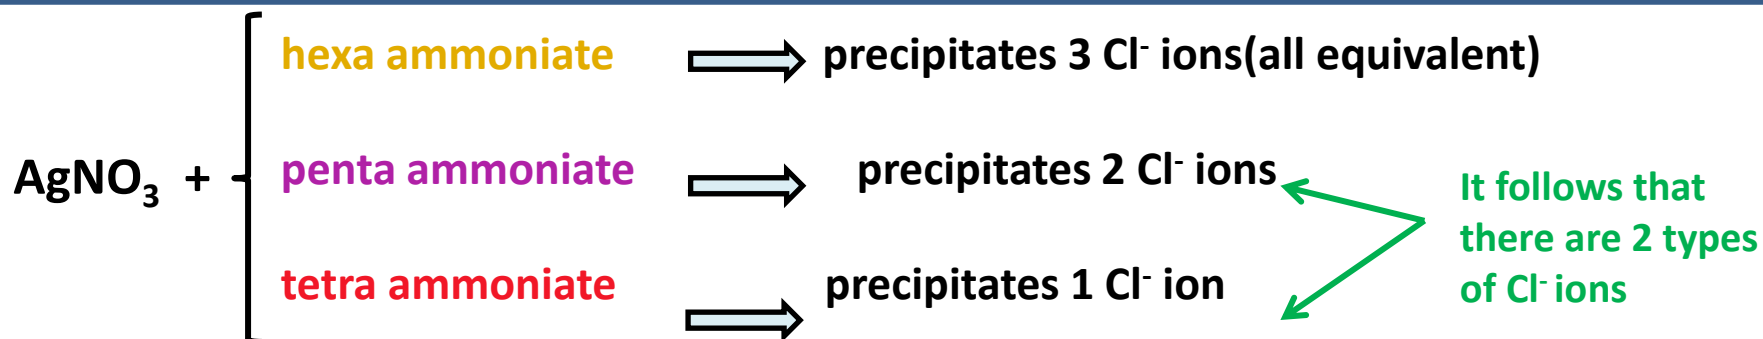 hexa ammoniate precipitates 3 Cl⁻ ions(all equivalent)
AgNO₃ + penta ammoniate precipitates 2 Cl⁻ ions
tetra ammoniate precipitates 1 Cl⁻ ion
It follows that
there are 2 types
of Cl⁻ ions